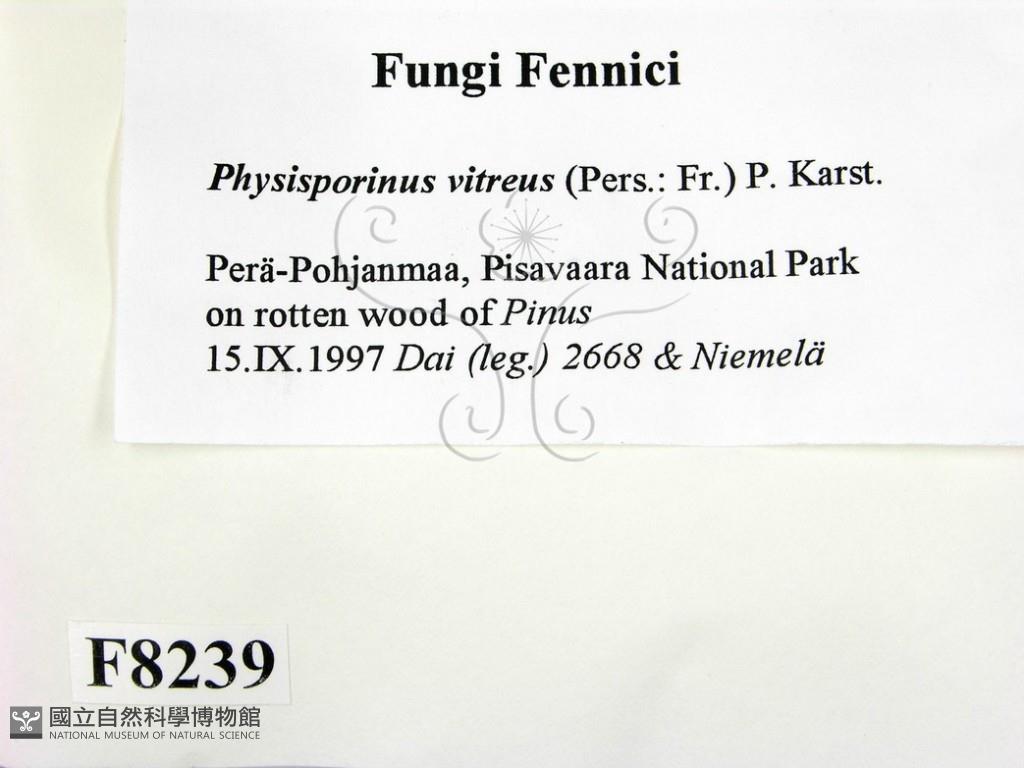 Fungi Fennici
Physisporinus vitreus (Pers.: Fr.) P. Karst.
Perä-Pohjanmaa, Pisavaara National Park
on rotten wood of Pinus
15.IX.1997 Dai (leg.) 2668 & Niemelä
F8239
國立自然科學博物館
NATIONAL MUSEUM OF NATURAL SCIENCE